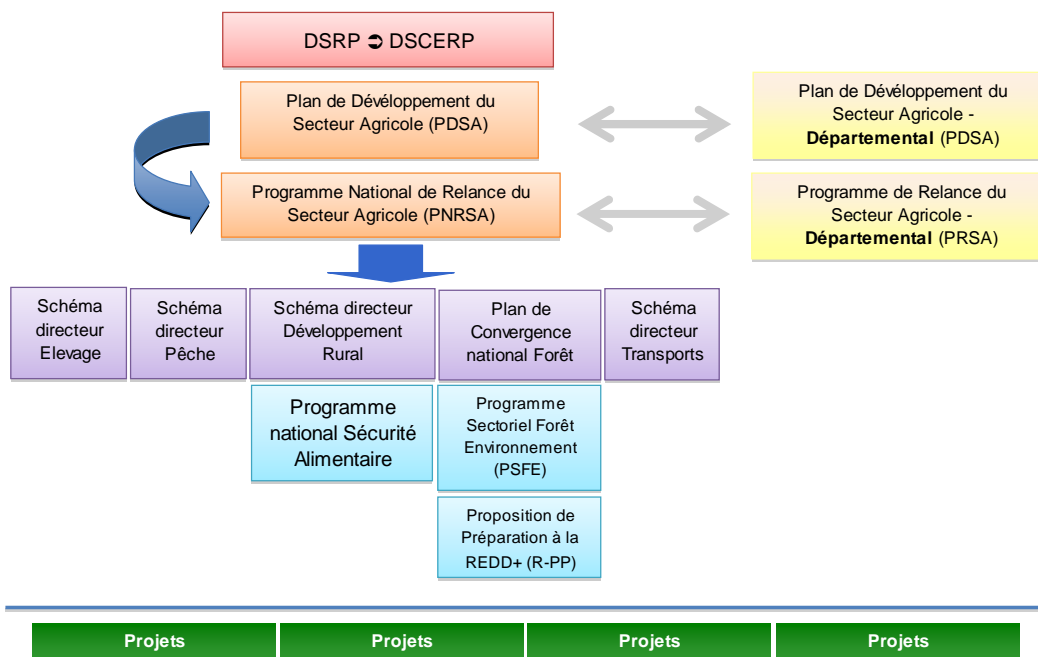 DSRP ➲ DSCERP
Plan de Dévéloppement du
Secteur Agricole (PDSA)
Plan de Dévéloppement du
Secteur Agricole -
Départemental (PDSA)
Programme National de Relance du
Secteur Agricole (PNRSA)
Programme de Relance du
Secteur Agricole -
Départemental (PRSA)
Schéma
directeur
Elevage
Schéma
directeur
Pêche
Schéma directeur
Développement
Rural
Plan de
Convergence
national Forêt
Schéma
directeur
Transports
Programme
national Sécurité
Alimentaire
Programme
Sectoriel Forêt
Environnement
(PSFE)
Proposition de
Préparation à la
REDD+ (R-PP)
Projets
Projets
Projets
Projets